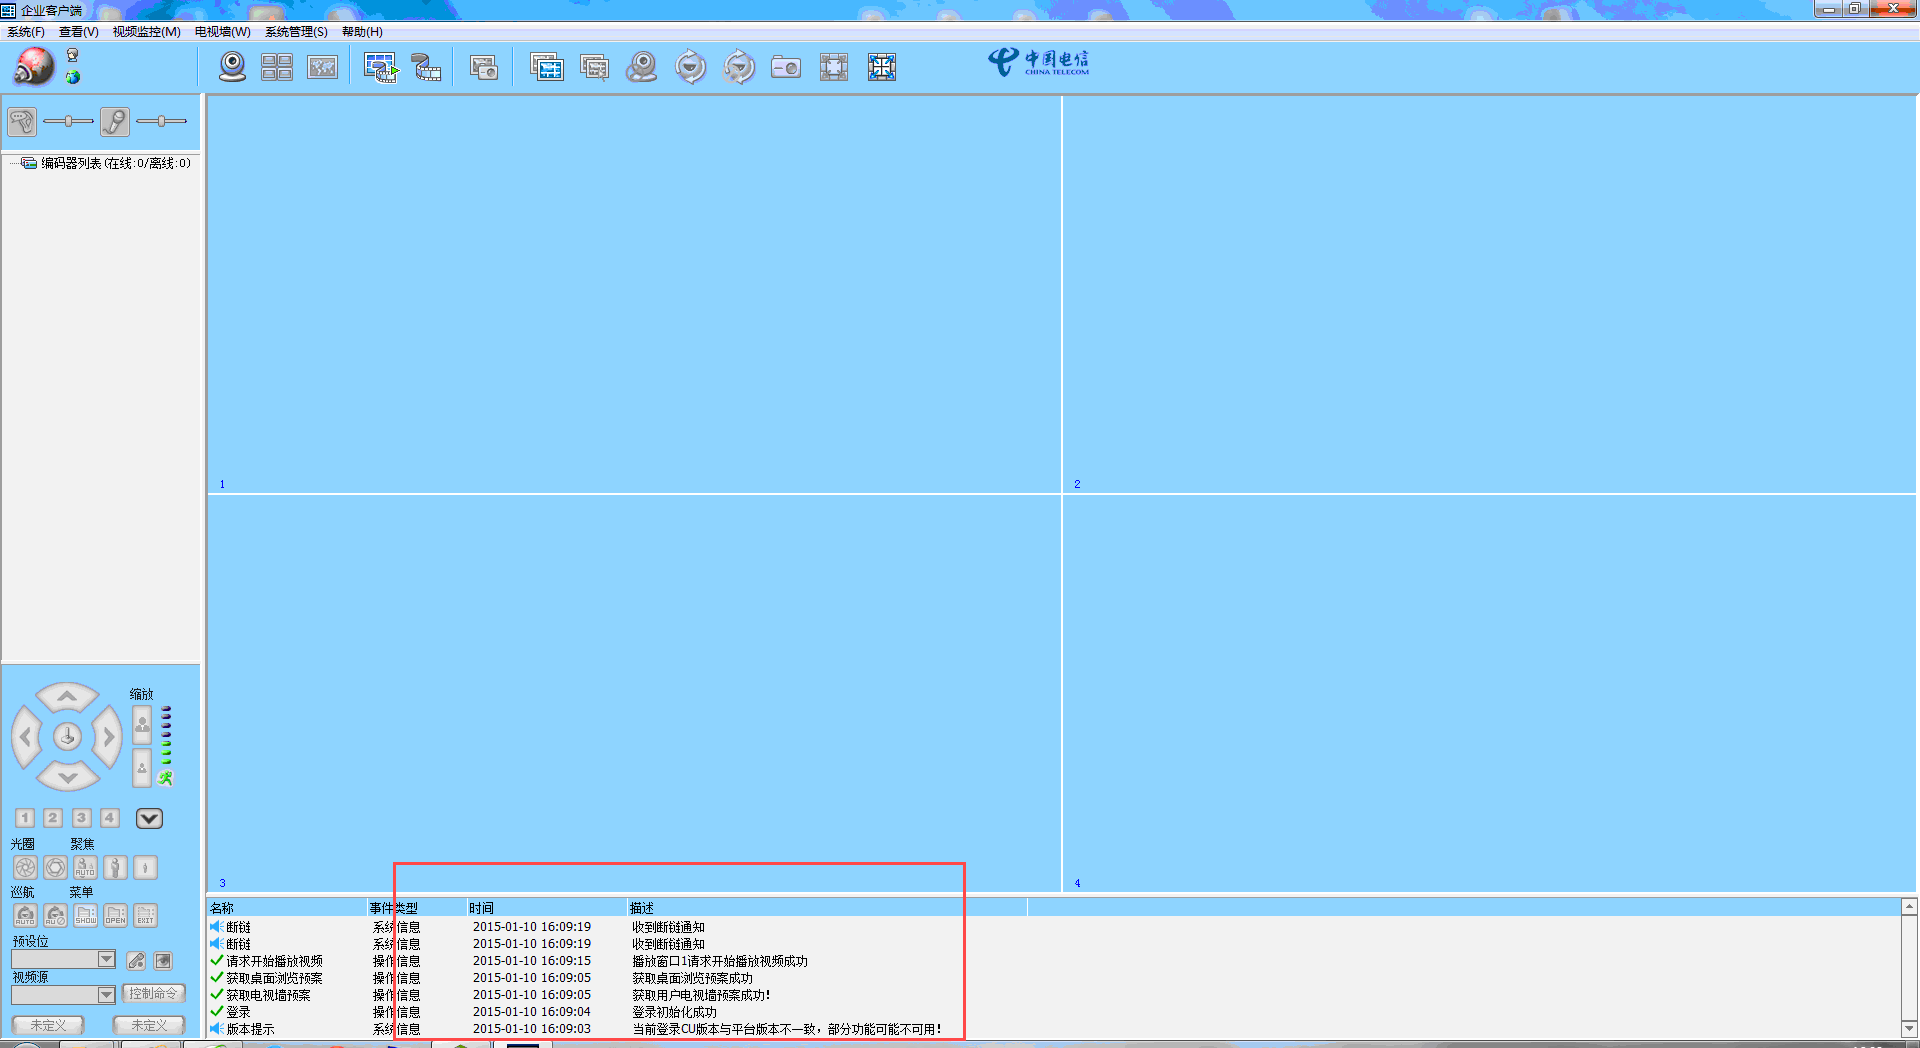 企业客户端
系统(F) 查看(V) 视频监控(M) 电视墙(W) 系统管理(S) 帮助(H)
中国电信
CHINA TELECOM
编码器列表(在线:0/离线:0)
1
2
3
4
缩放
1 2 3 4
光圈 聚焦
AUTO
巡航 菜单
AUTO AUTO SHOW OPEN EXIT
预设位
视频源
控制命令
未定义 未定义
名称 事件类型 时间 描述
断链 系统信息 2015-01-10 16:09:19 收到断链通知
断链 系统信息 2015-01-10 16:09:19 收到断链通知
请求开始播放视频 操作信息 2015-01-10 16:09:15 播放窗口1请求开始播放视频成功
获取桌面浏览预案 操作信息 2015-01-10 16:09:05 获取桌面浏览预案成功
获取电视墙预案 操作信息 2015-01-10 16:09:05 获取用户电视墙预案成功!
登录 操作信息 2015-01-10 16:09:04 登录初始化成功
版本提示 系统信息 2015-01-10 16:09:03 当前登录CU版本与平台版本不一致，部分功能可能不可用!